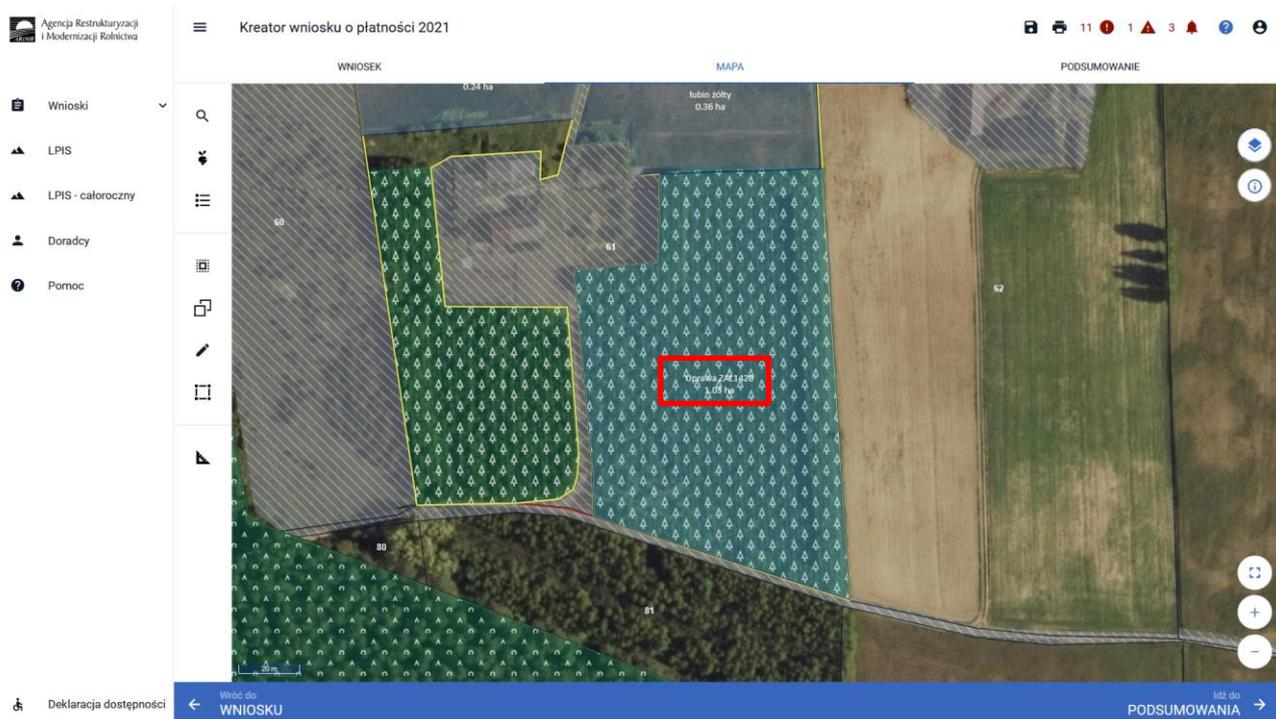 Agencja Restrukturyzacji
i Modernizacji Rolnictwa
ARiMR
Kreator wniosku o płatności 2021
11
1
3
WNIOSEK
MAPA
PODSUMOWANIE
Wnioski
LPIS
LPIS - całoroczny
Doradcy
Pomoc
0.24 ha
łubin żółty
0.36 ha
60
61
62
Uprawa ZAL1420
1.03 ha
80
81
20 m
Deklaracja dostępności
Wróć do
WNIOSKU
Idź do
PODSUMOWANIA